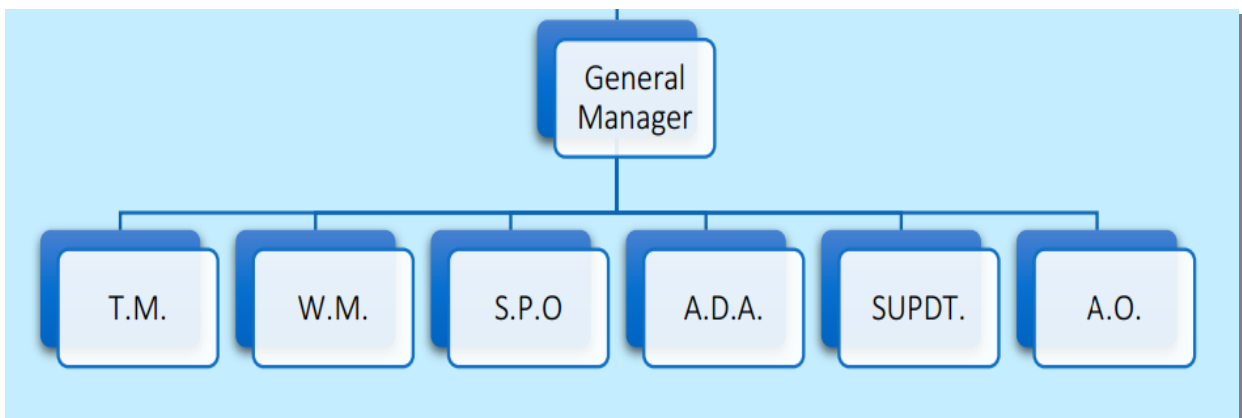 General
Manager
T.M.
W.M.
S.P.O
A.D.A.
SUPDT.
A.O.